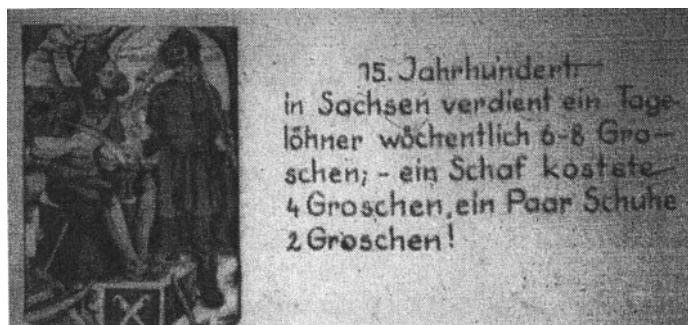 15. Jahrhundert:
in Sachsen verdient ein Tage-
löhner wöchentlich 6-8 Gro-
schen; - ein Schaf kostete
4 Groschen, ein Paar Schuhe
2 Groschen!